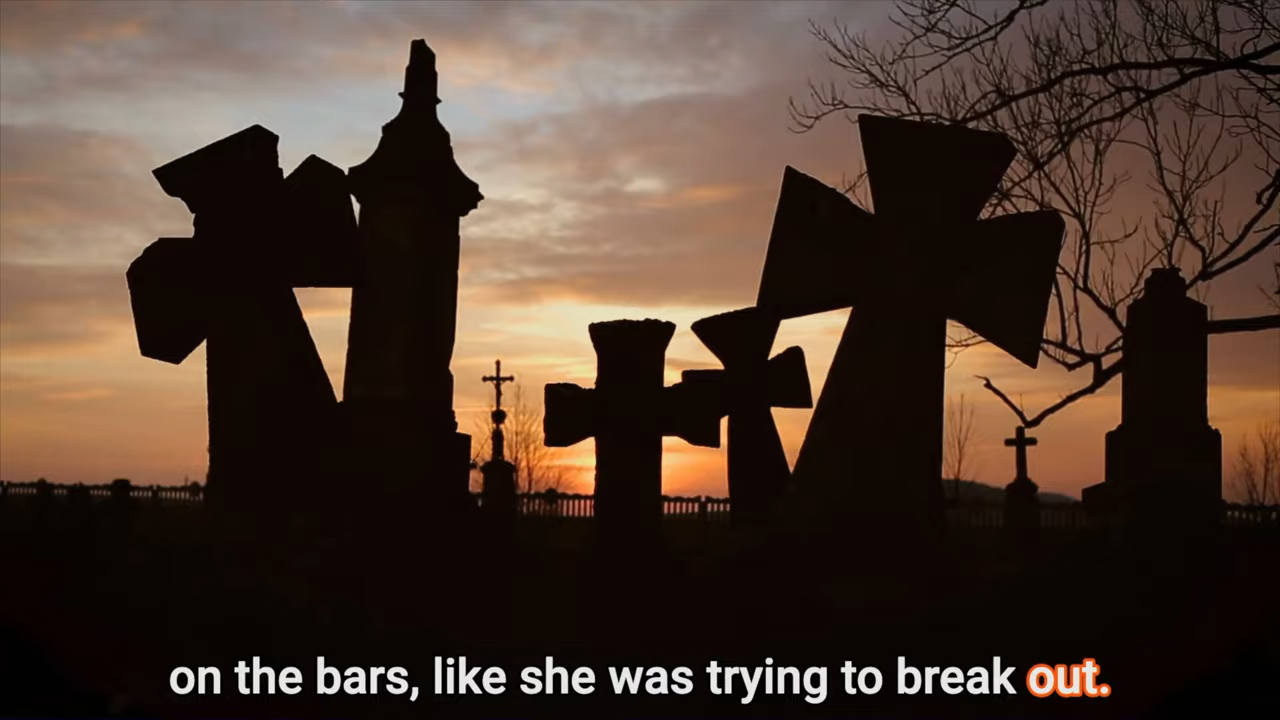 on the bars, like she was trying to break out.